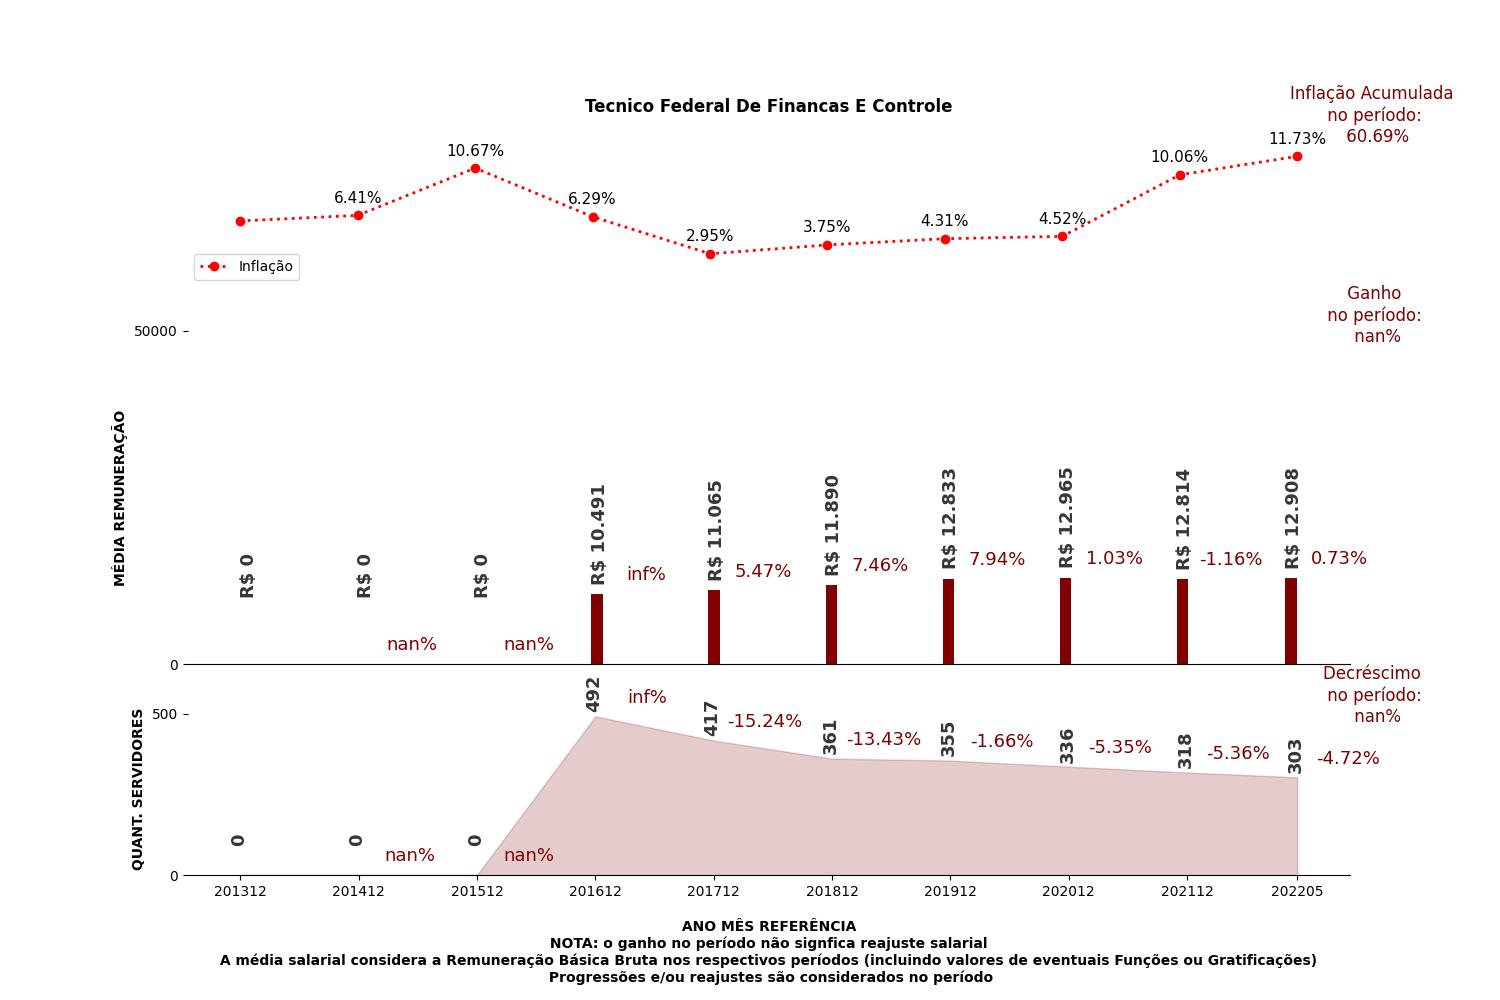 Tecnico Federal De Financas E Controle
Inflação Acumulada
no período:
60.69%
6.41%
10.67%
6.29%
2.95%
3.75%
4.31%
4.52%
10.06%
11.73%
Inflação
Ganho
no período:
nan%
50000
0
MÉDIA REMUNERAÇÃO
R$ 0
R$ 0
R$ 0
R$ 10.491
R$ 11.065
R$ 11.890
R$ 12.833
R$ 12.965
R$ 12.814
R$ 12.908
nan%
nan%
inf%
5.47%
7.46%
7.94%
1.03%
-1.16%
0.73%
Decréscimo
no período:
nan%
500
0
QUANT. SERVIDORES
0
0
0
492
417
361
355
336
318
303
nan%
nan%
inf%
-15.24%
-13.43%
-1.66%
-5.35%
-5.36%
-4.72%
201312
201412
201512
201612
201712
201812
201912
202012
202112
202205
ANO MÊS REFERÊNCIA
NOTA: o ganho no período não signfica reajuste salarial
A média salarial considera a Remuneração Básica Bruta nos respectivos períodos (incluindo valores de eventuais Funções ou Gratificações)
Progressões e/ou reajustes são considerados no período